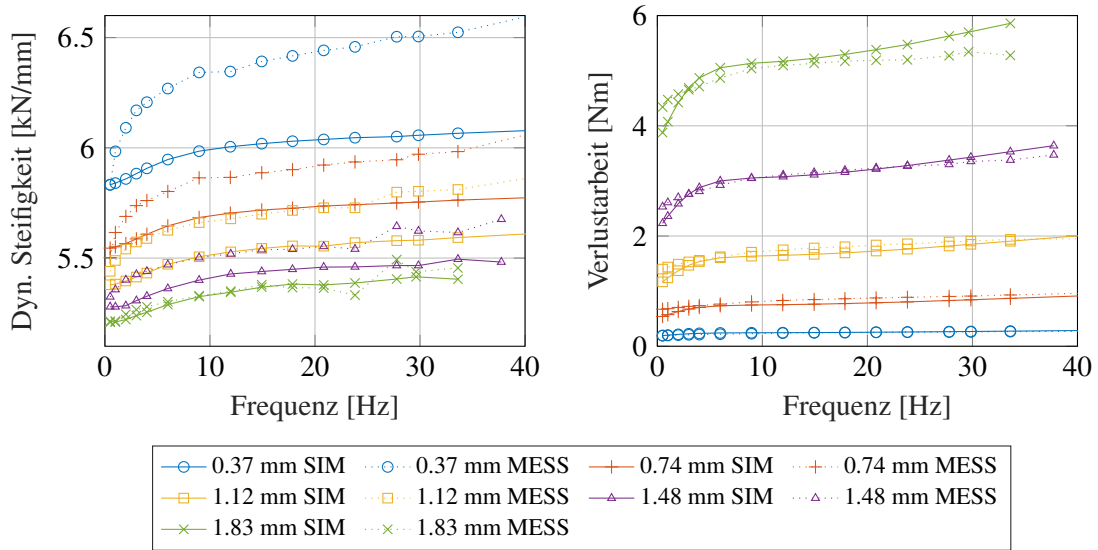 Dyn. Steifigkeit [kN/mm]
6.5
6
5.5
0 10 20 30 40
Frequenz [Hz]
Verlustarbeit [Nm]
6
4
2
0
0 10 20 30 40
Frequenz [Hz]
0.37 mm SIM 0.37 mm MESS 0.74 mm SIM 0.74 mm MESS
1.12 mm SIM 1.12 mm MESS 1.48 mm SIM 1.48 mm MESS
1.83 mm SIM 1.83 mm MESS